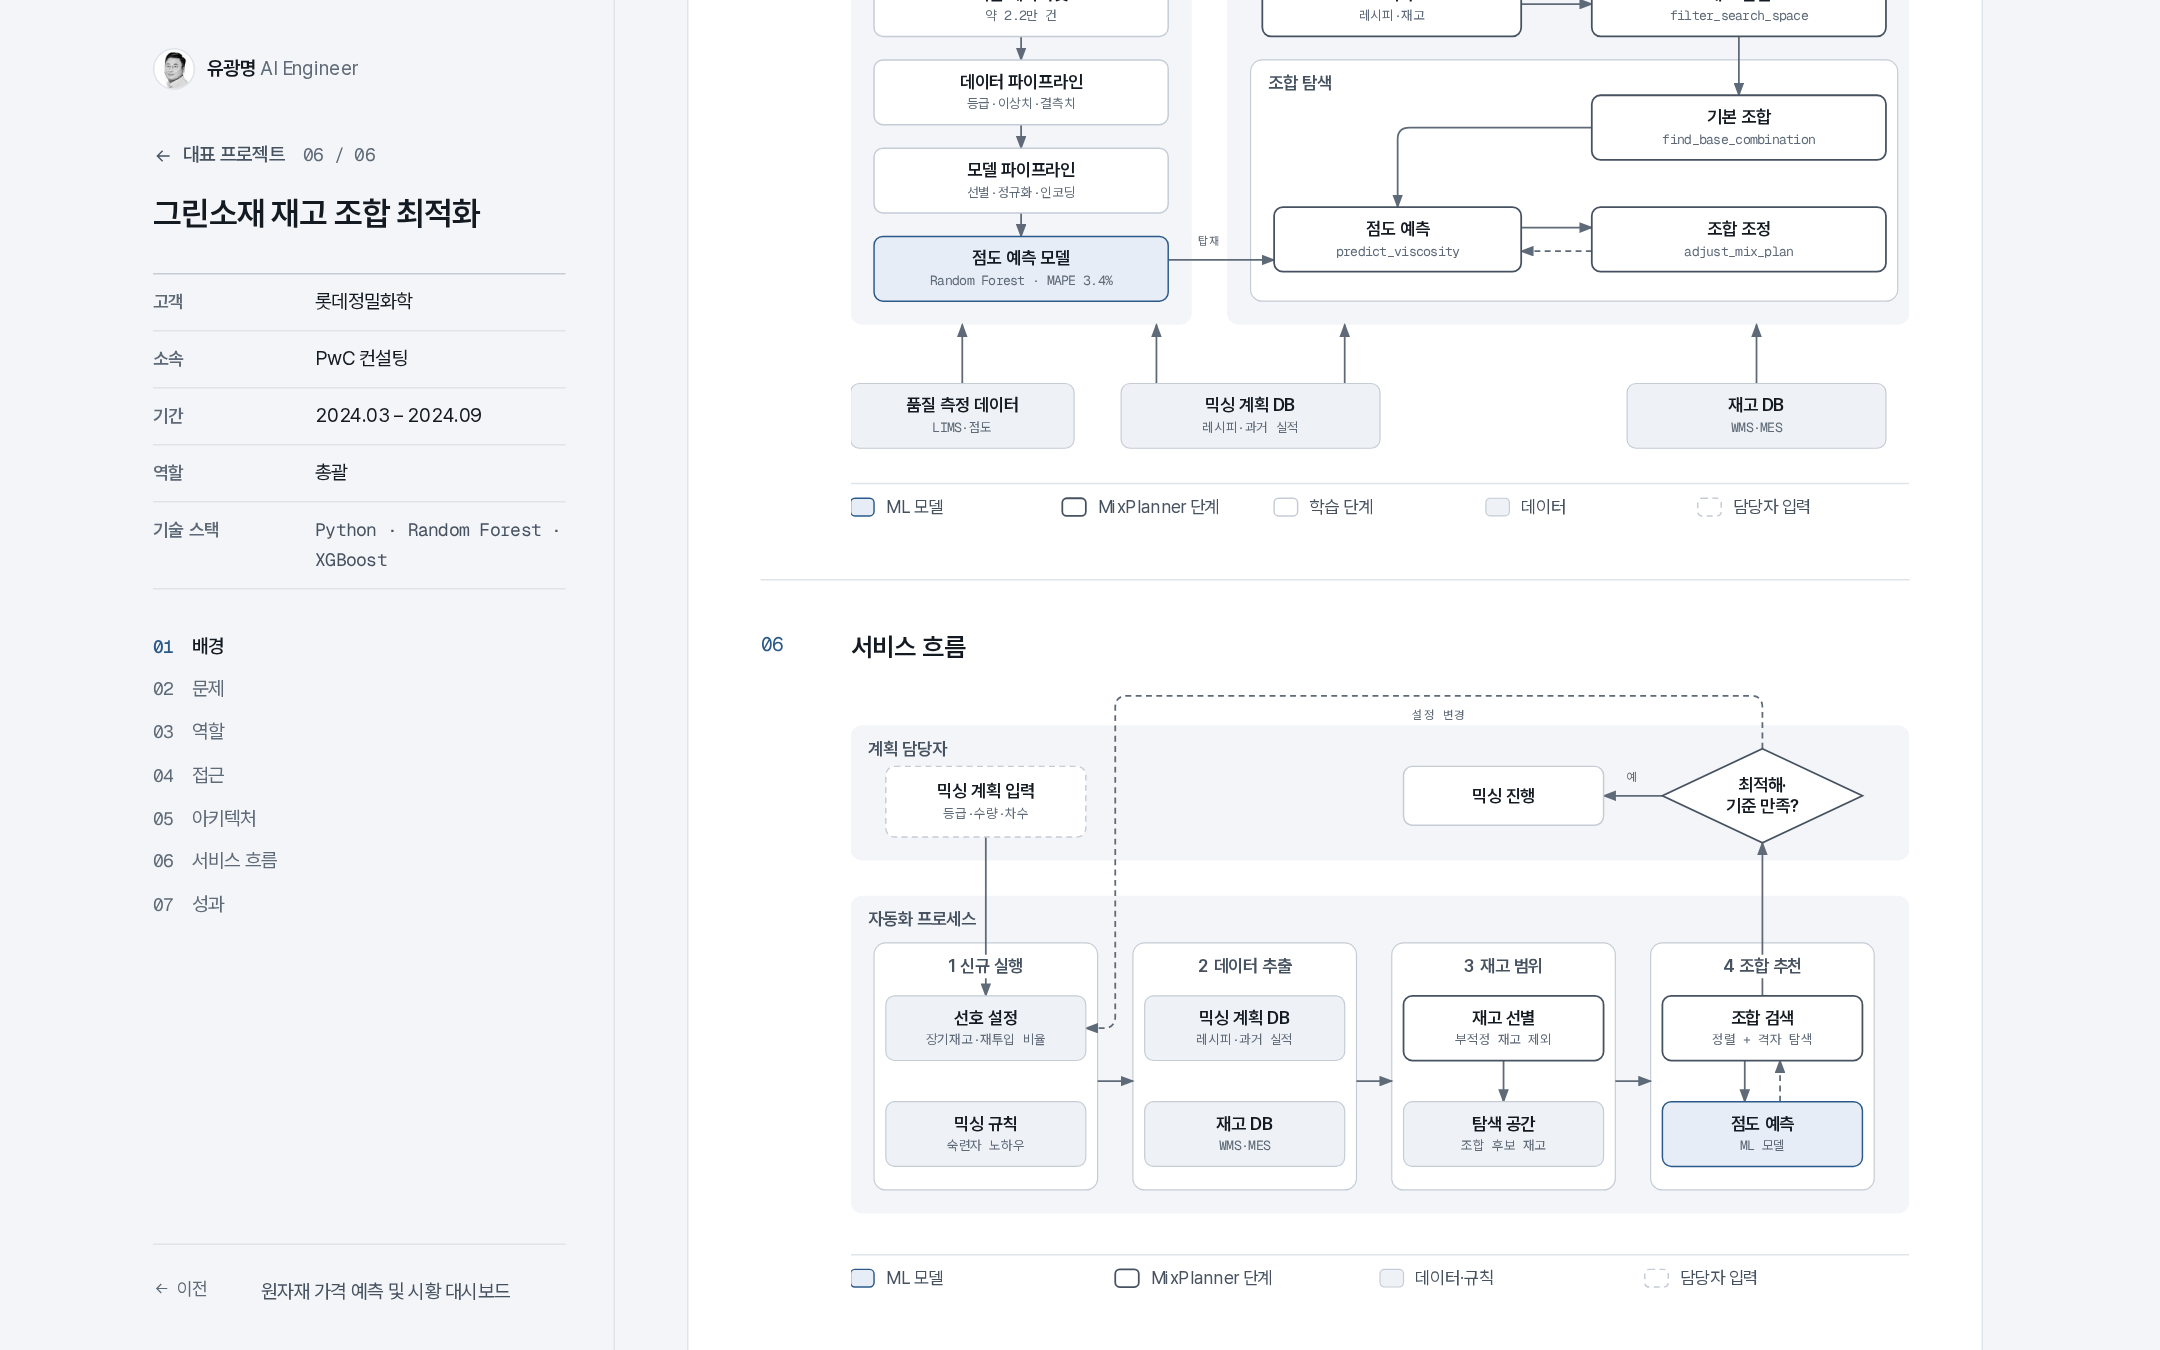 유광명 AI Engineer
← 대표 프로젝트 06 / 06
그린소재 재고 조합 최적화
고객 롯데정밀화학
소속 PwC 컨설팅
기간 2024.03 – 2024.09
역할 총괄
기술 스택 Python · Random Forest ·
XGBoost
01 배경
02 문제
03 역할
04 접근
05 아키텍처
06 서비스 흐름
07 성과
← 이전 원자재 가격 예측 및 시황 대시보드
약 2.2만 건
데이터 파이프라인
등급·이상치·결측치
모델 파이프라인
선별·정규화·인코딩
점도 예측 모델
Random Forest · MAPE 3.4%
탑재
레시피·재고
filter_search_space
조합 탐색
기본 조합
find_base_combination
점도 예측
predict_viscosity
조합 조정
adjust_mix_plan
품질 측정 데이터
LIMS·점도
믹싱 계획 DB
레시피·과거 실적
재고 DB
WMS·MES
ML 모델
MixPlanner 단계
학습 단계
데이터
담당자 입력
06 서비스 흐름
설정 변경
계획 담당자
믹싱 계획 입력
등급·수량·차수
믹싱 진행
예
최적해·
기준 만족?
자동화 프로세스
1 신규 실행
선호 설정
장기재고·재투입 비율
믹싱 규칙
숙련자 노하우
2 데이터 추출
믹싱 계획 DB
레시피·과거 실적
재고 DB
WMS·MES
3 재고 범위
재고 선별
부적정 재고 제외
탐색 공간
조합 후보 재고
4 조합 추천
조합 검색
정렬 + 격자 탐색
점도 예측
ML 모델
ML 모델
MixPlanner 단계
데이터·규칙
담당자 입력